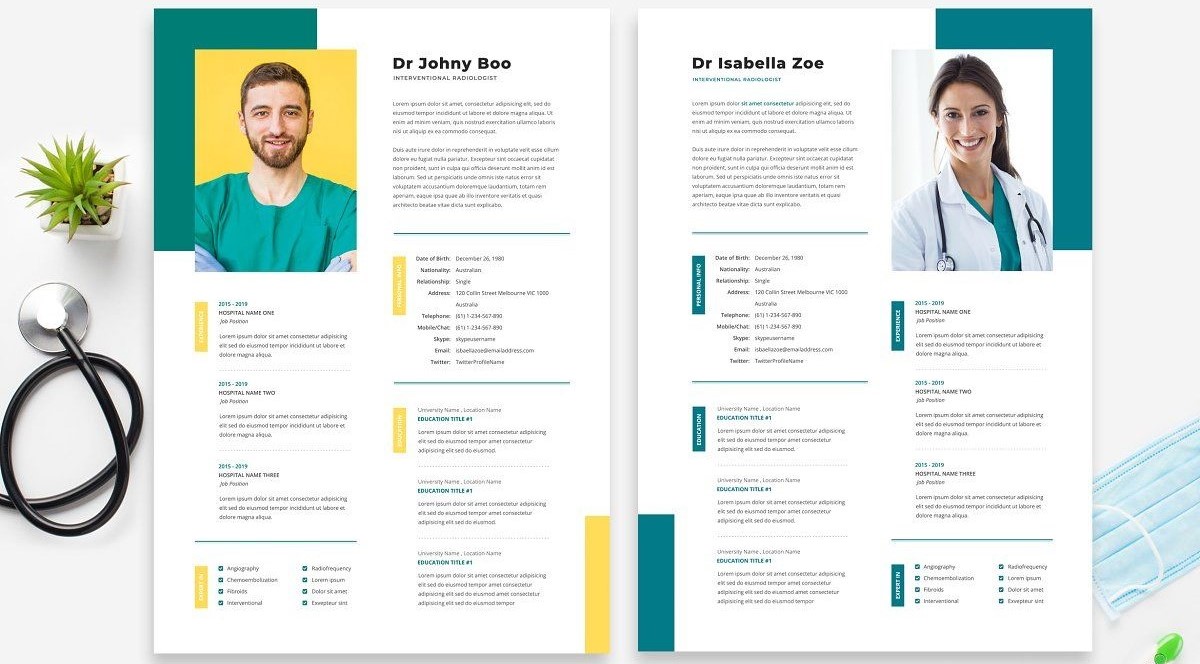 Dr Johny Boo
INTERVENTIONAL RADIOLOGIST
Lorem ipsum dolor sit amet, consectetur adipisicing elit, sed do
eiusmod tempor incididunt ut labore et dolore magna aliqua. Ut
enim ad minim veniam, quis nostrud exercitation ullamco laboris
nisi ut aliquip ex ea commodo consequat.
Duis aute irure dolor in reprehenderit in voluptate velit esse cillum
dolore eu fugiat nulla pariatur. Excepteur sint occaecat cupidatat
non proident, sunt in culpa qui officia deserunt mollit anim id est
laborum. Sed ut perspiciatis unde omnis iste natus error sit
voluptatem accusantium doloremque laudantium, totam rem
aperiam, eaque ipsa quae ab illo inventore veritatis et quasi
architecto beatae vitae dicta sunt explicabo.
PERSONAL INFO
Date of Birth: December 26, 1980
Nationality: Australian
Relationship: Single
Address: 120 Collin Street Melbourne VIC 1000
Australia
Telephone: (61) 1-234-567-890
Mobile/Chat: (61) 1-234-567-890
Skype: skypeusername
Email: isbaellazoe@emailaddress.com
Twitter: TwitterProfileName
EXPERIENCE
2015 - 2019
HOSPITAL NAME ONE
Job Position
Lorem ipsum dolor sit amet consectetur adipisicing
elit sed do eiusmod tempor incididunt ut labore et
dolore magna aliqua.
2015 - 2019
HOSPITAL NAME TWO
Job Position
Lorem ipsum dolor sit amet consectetur adipisicing
elit sed do eiusmod tempor incididunt ut labore et
dolore magna aliqua.
2015 - 2019
HOSPITAL NAME THREE
Job Position
Lorem ipsum dolor sit amet consectetur adipisicing
elit sed do eiusmod tempor incididunt ut labore et
dolore magna aliqua.
EDUCATION
University Name , Location Name
EDUCATION TITLE #1
Lorem ipsum dolor sit amet consectetur adipisicing
elit sed do eiusmod tempor amet consectetur
adipisicing elit sed do eiusmod.
University Name , Location Name
EDUCATION TITLE #1
Lorem ipsum dolor sit amet consectetur adipisicing
elit sed do eiusmod tempor amet consectetur
adipisicing elit sed do eiusmod.
University Name , Location Name
EDUCATION TITLE #1
Lorem ipsum dolor sit amet consectetur adipisicing
elit sed do eiusmod tempor amet consectetur
adipisicing elit sed do eiusmod amet consectetur
adipisicing elit sed do eiusmod tempor
EXPERT IN
Angiography
Chemoembolization
Fibroids
Interventional
Radiofrequency
Lorem ipsum
Dolor sit amet
Exvepteur sint
Dr Isabella Zoe
INTERVENTIONAL RADIOLOGIST
Lorem ipsum dolor sit amet consectetur adipisicing elit, sed do
eiusmod tempor incididunt ut labore et dolore magna aliqua. Ut
enim ad minim veniam, quis nostrud exercitation ullamco laboris
nisi ut aliquip ex ea commodo consequat.
Duis aute irure dolor in reprehenderit in voluptate velit esse cillum
dolore eu fugiat nulla pariatur. Excepteur sint occaecat cupidatat
non proident, sunt in culpa qui officia deserunt mollit anim id est
laborum. Sed ut perspiciatis unde omnis iste natus error sit
voluptatem accusantium doloremque laudantium, totam rem
aperiam, eaque ipsa quae ab illo inventore veritatis et quasi
architecto beatae vitae dicta sunt explicabo.
PERSONAL INFO
Date of Birth: December 26, 1980
Nationality: Australian
Relationship: Single
Address: 120 Collin Street Melbourne VIC 1000
Australia
Telephone: (61) 1-234-567-890
Mobile/Chat: (61) 1-234-567-890
Skype: skypeusername
Email: isbaellazoe@emailaddress.com
Twitter: TwitterProfileName
EDUCATION
University Name , Location Name
EDUCATION TITLE #1
Lorem ipsum dolor sit amet consectetur adipisicing
elit sed do eiusmod tempor amet consectetur
adipisicing elit sed do eiusmod.
University Name , Location Name
EDUCATION TITLE #1
Lorem ipsum dolor sit amet consectetur adipisicing
elit sed do eiusmod tempor amet consectetur
adipisicing elit sed do eiusmod.
University Name , Location Name
EDUCATION TITLE #1
Lorem ipsum dolor sit amet consectetur adipisicing
elit sed do eiusmod tempor amet consectetur
adipisicing elit sed do eiusmod amet consectetur
adipisicing elit sed do eiusmod tempor
EXPERIENCE
2015 - 2019
HOSPITAL NAME ONE
Job Position
Lorem ipsum dolor sit amet consectetur adipisicing
elit sed do eiusmod tempor incididunt ut labore et
dolore magna aliqua.
2015 - 2019
HOSPITAL NAME TWO
Job Position
Lorem ipsum dolor sit amet consectetur adipisicing
elit sed do eiusmod tempor incididunt ut labore et
dolore magna aliqua.
2015 - 2019
HOSPITAL NAME THREE
Job Position
Lorem ipsum dolor sit amet consectetur adipisicing
elit sed do eiusmod tempor incididunt ut labore et
dolore magna aliqua.
EXPERT IN
Angiography
Chemoembolization
Fibroids
Interventional
Radiofrequency
Lorem ipsum
Dolor sit amet
Exvepteur sint